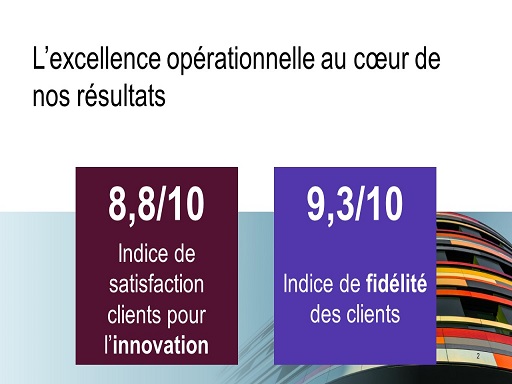 L’excellence opérationnelle au cœur de
nos résultats
8,8/10
Indice de
satisfaction
clients pour
l’innovation
9,3/10
Indice de fidélité
des clients
2